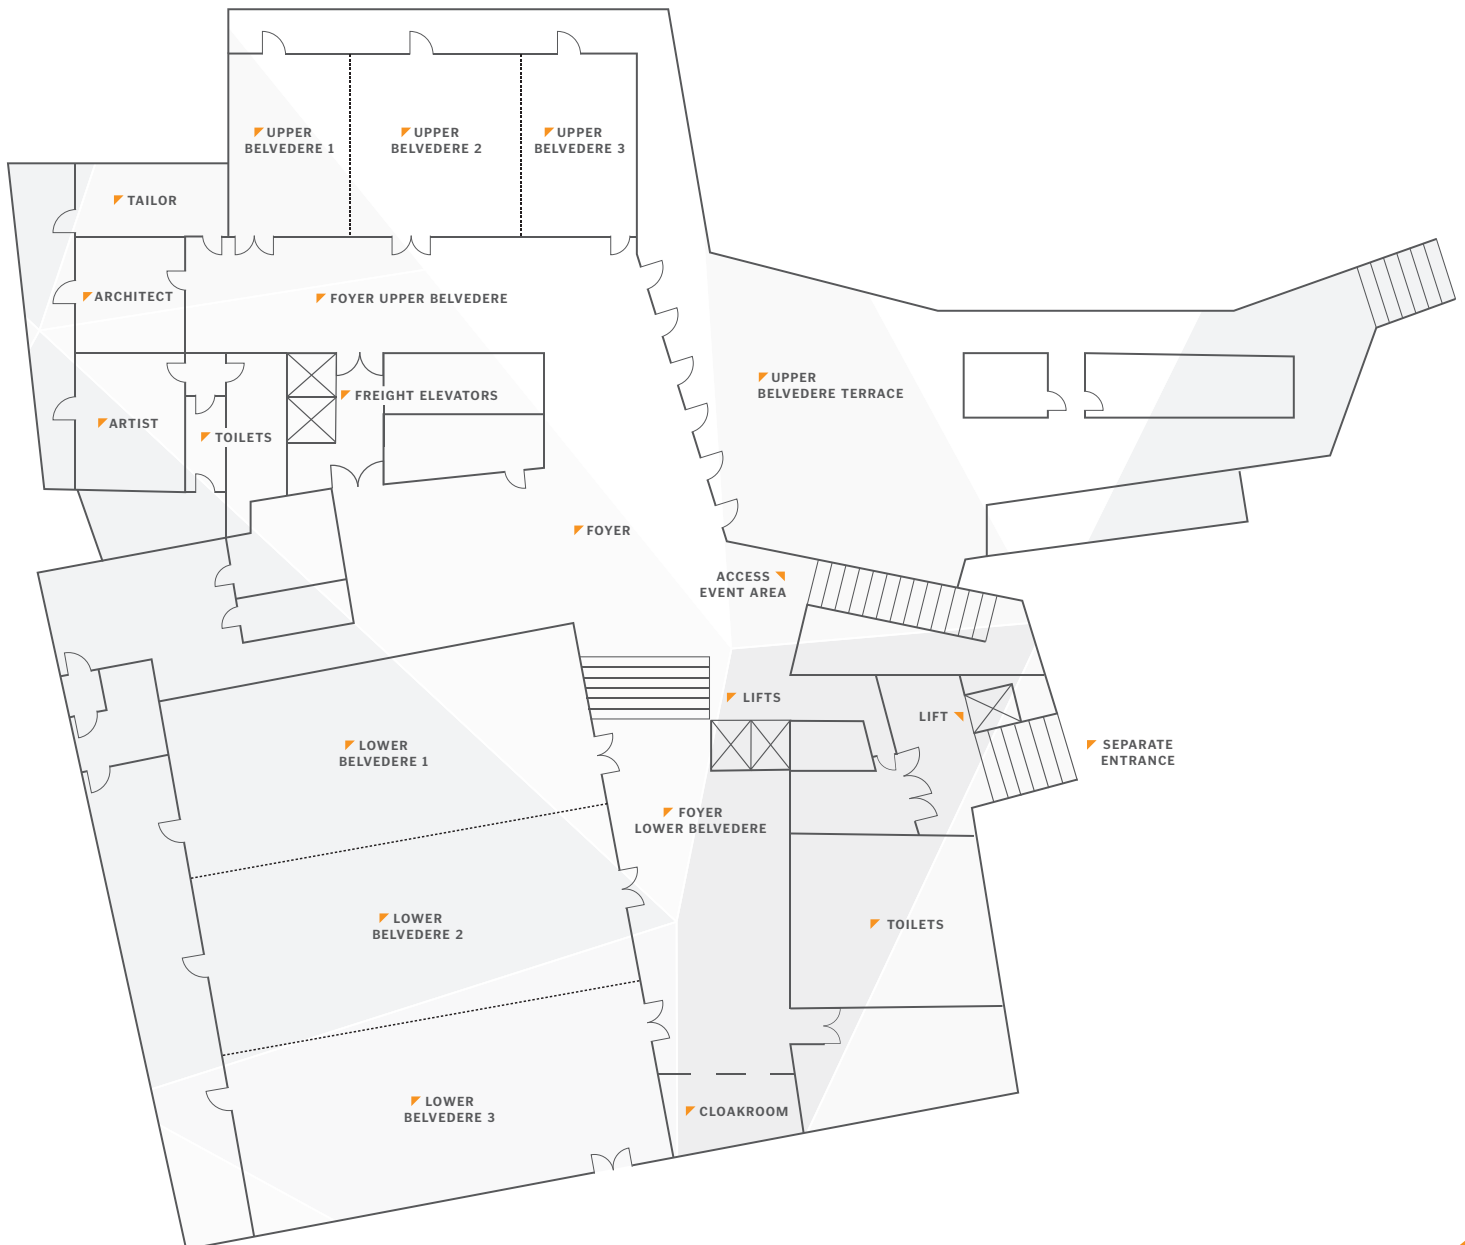 UPPER
BELVEDERE 1
UPPER
BELVEDERE 2
UPPER
BELVEDERE 3
TAILOR
ARCHITECT
FOYER UPPER BELVEDERE
UPPER
BELVEDERE TERRACE
FREIGHT ELEVATORS
ARTIST
TOILETS
FOYER
ACCESS
EVENT AREA
LIFTS
LIFT
SEPARATE
ENTRANCE
LOWER
BELVEDERE 1
FOYER
LOWER BELVEDERE
LOWER
BELVEDERE 2
TOILETS
LOWER
BELVEDERE 3
CLOAKROOM